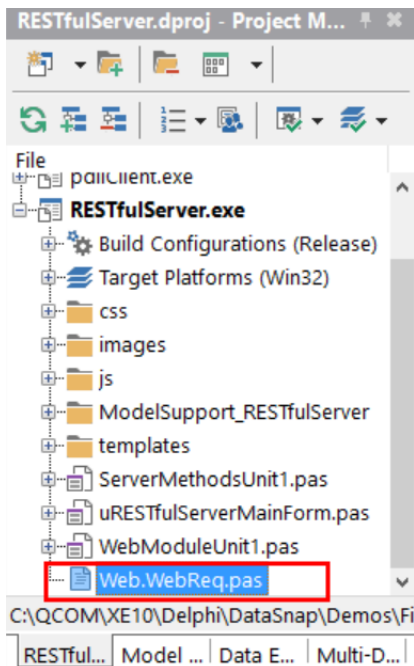 RESTfulServer.dproj - Project M...
File
pdllClient.exe
RESTfulServer.exe
Build Configurations (Release)
Target Platforms (Win32)
css
images
js
ModelSupport_RESTfulServer
templates
ServerMethodsUnit1.pas
uRESTfulServerMainForm.pas
WebModuleUnit1.pas
Web.WebReq.pas
C:\QCOM\XE10\Delphi\DataSnap\Demos\Fi
RESTful... Model ... Data E... Multi-D...